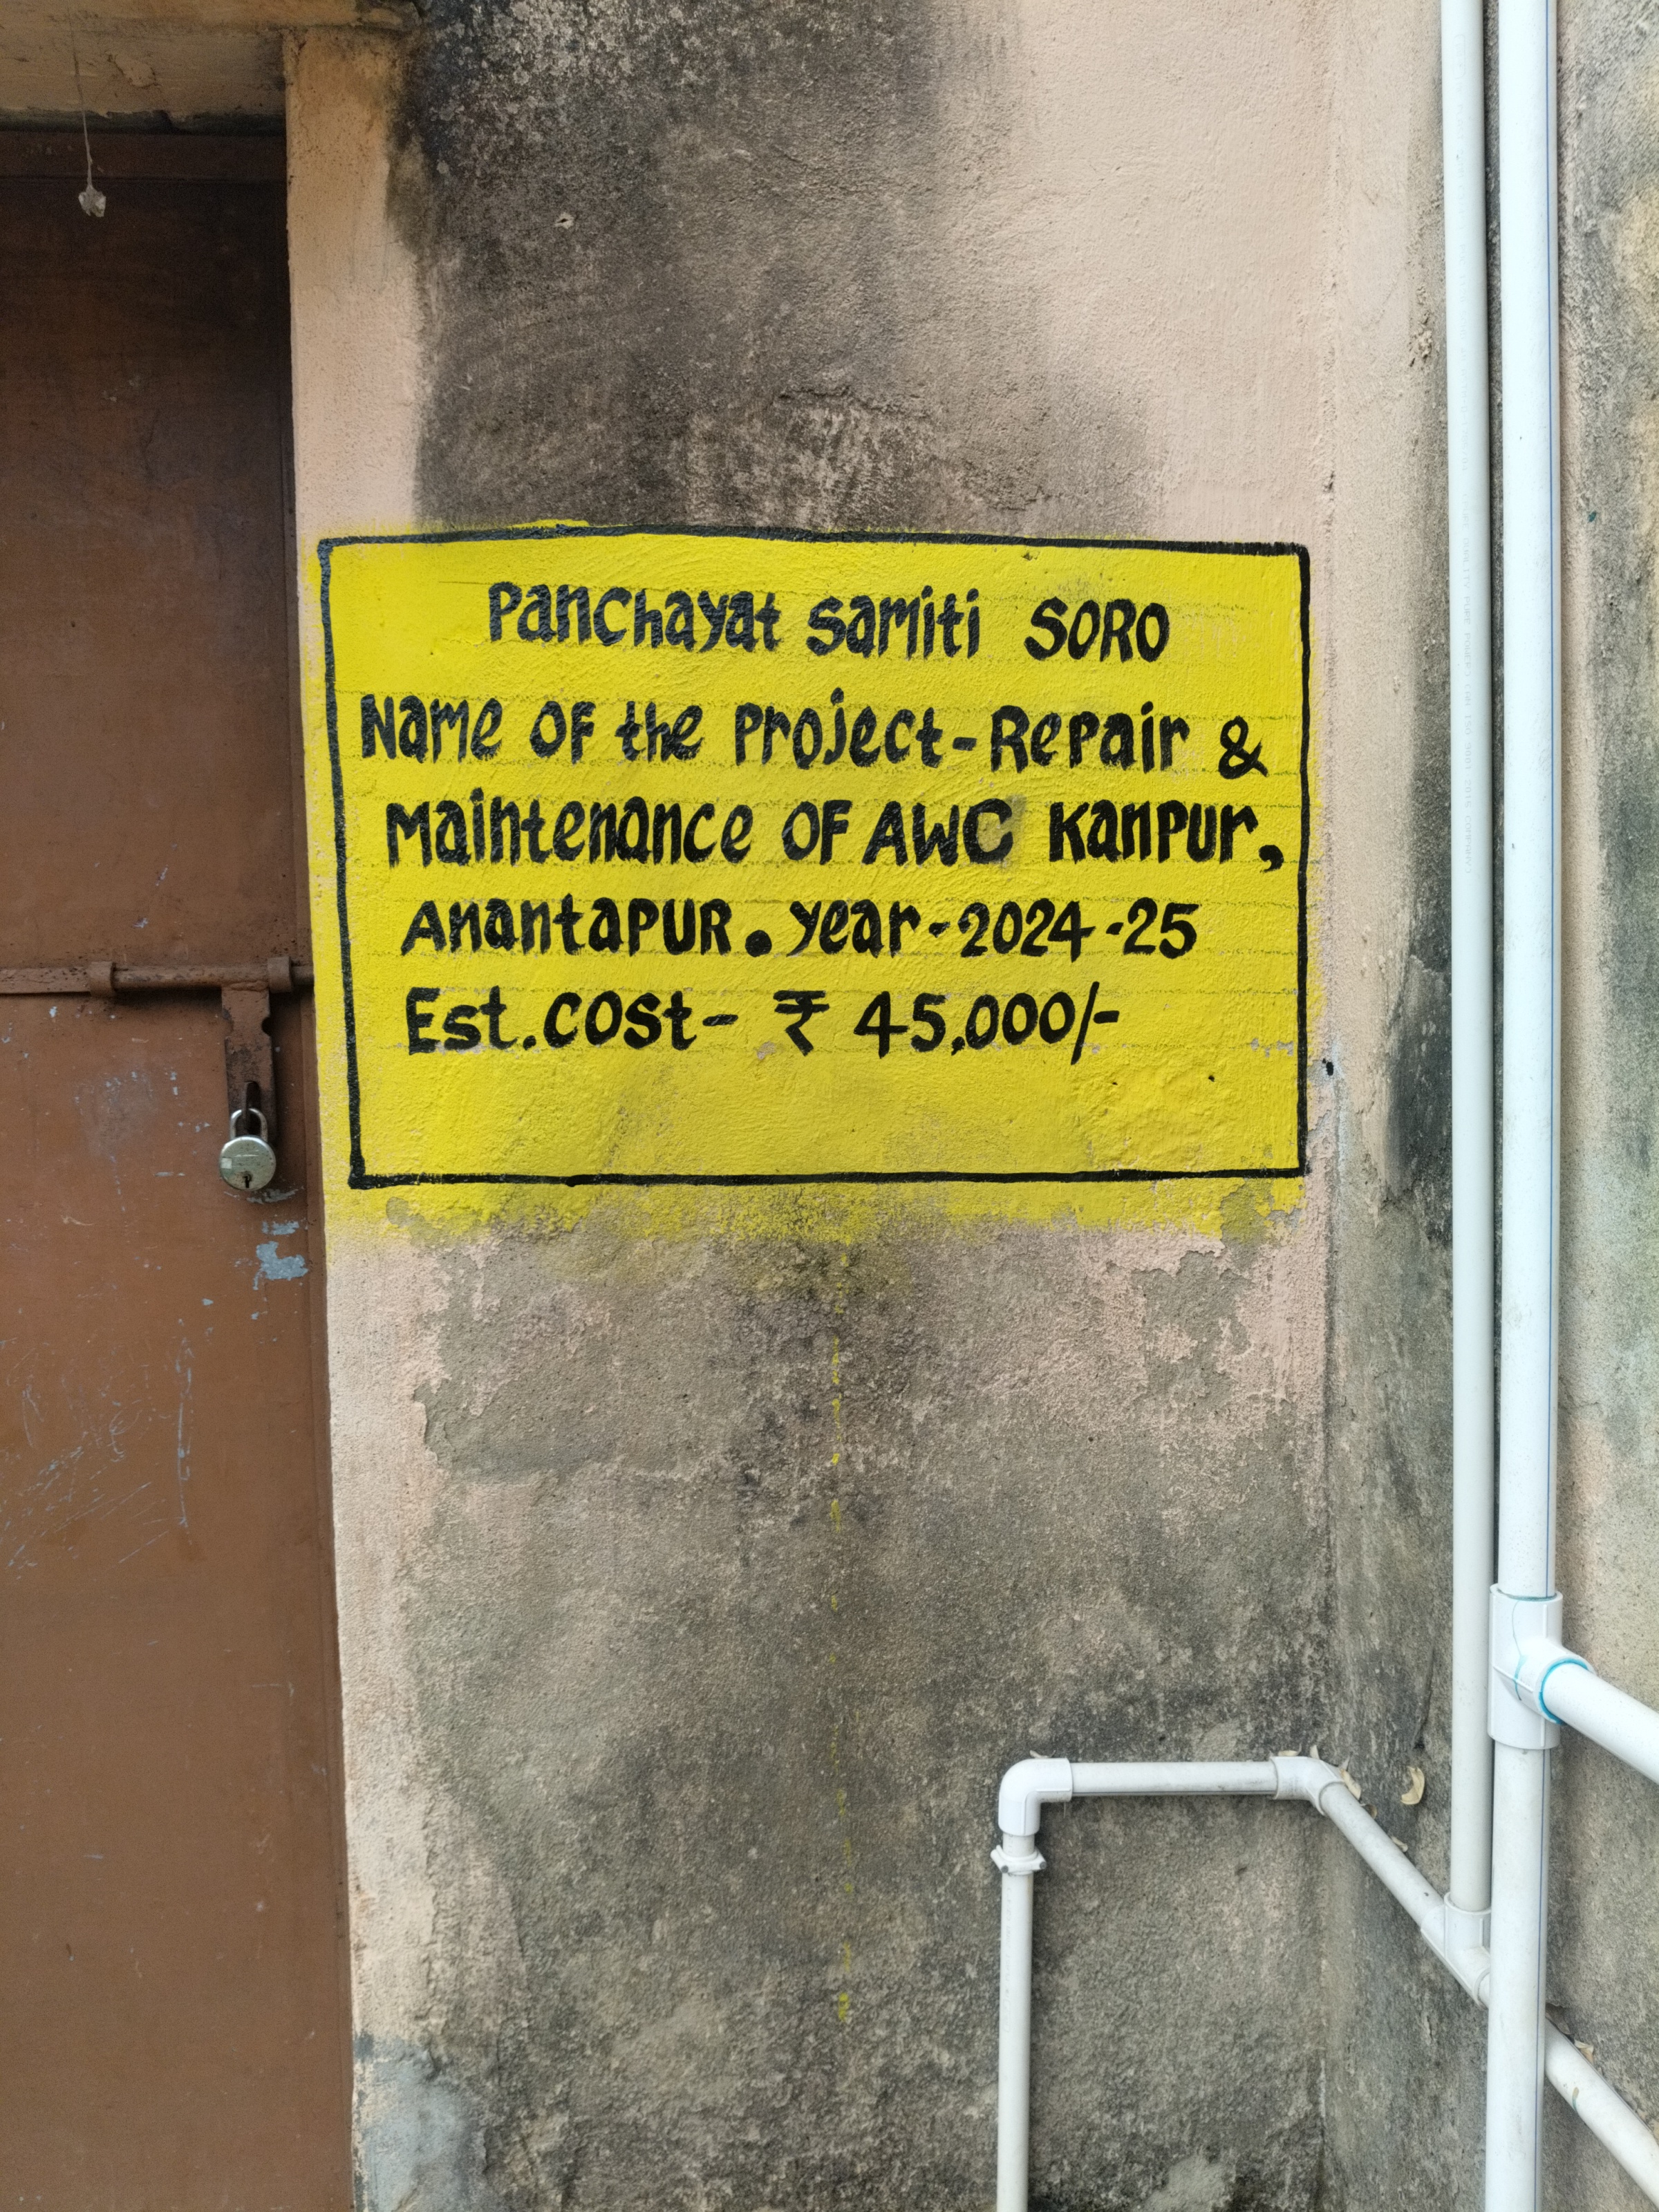 Panchayat Samiti SORO
Name OF the Project-Repair &
Maintenance OF AWC Kanpur,
Anantapur. Year-2024-25
Est.cost- ₹ 45,000/-